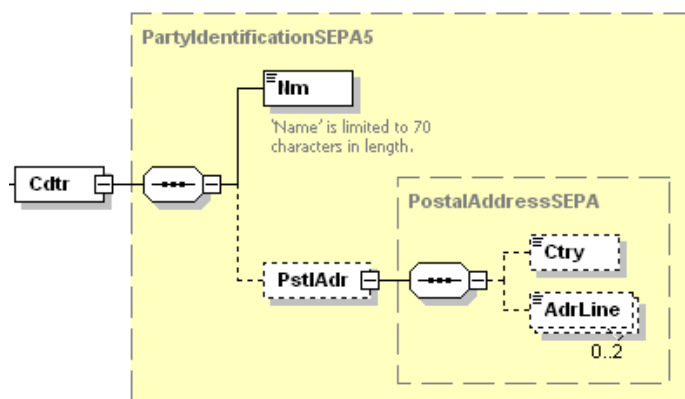 PartyIdentificationSEPA5
Nm
'Name' is limited to 70
characters in length.
Cdtr
PostalAddressSEPA
Ctry
PstlAdr
AdrLine
0..2